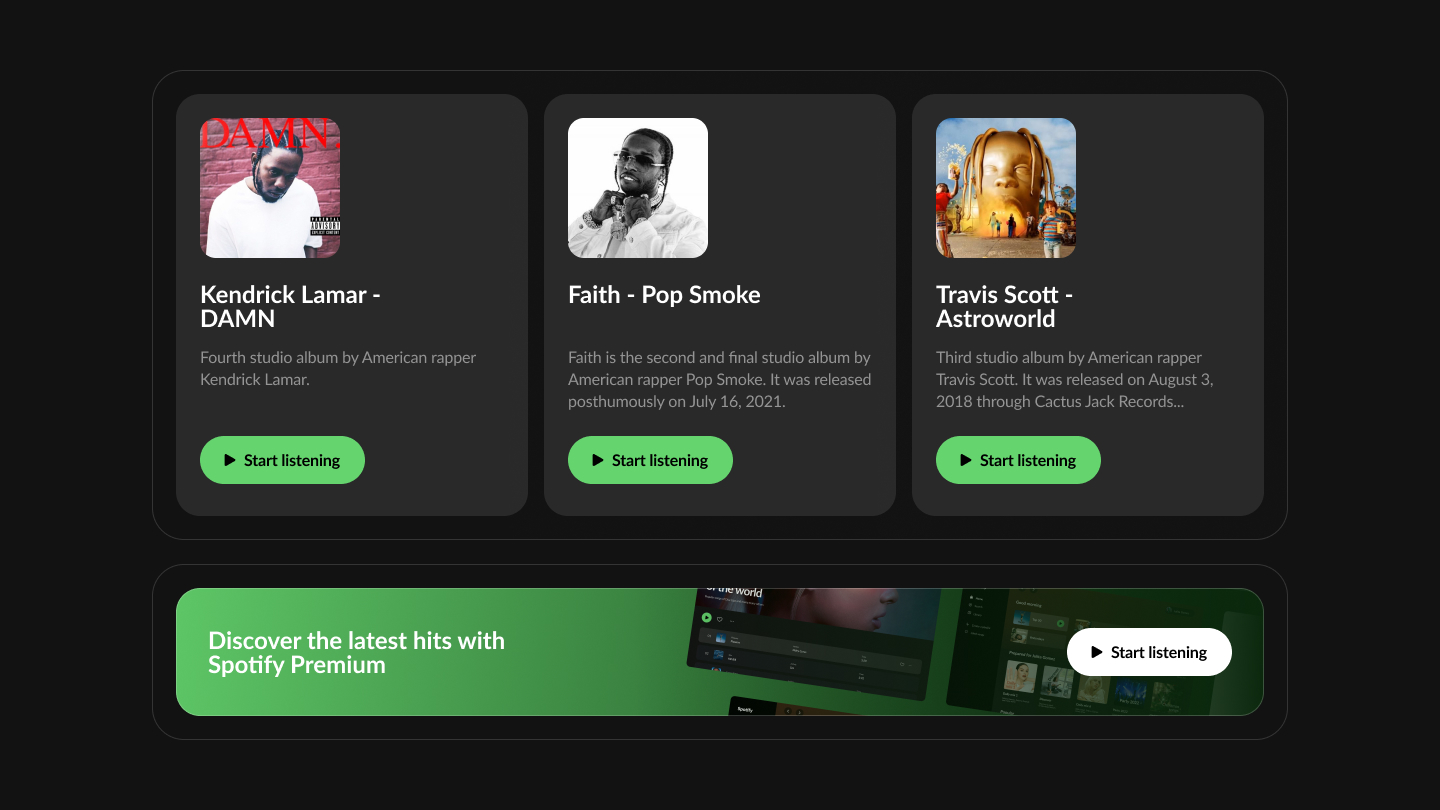 DAMN.
PARENTAL
ADVISORY
EXPLICIT CONTENT
Kendrick Lamar -
DAMN
Fourth studio album by American rapper
Kendrick Lamar.
Start listening
Faith - Pop Smoke
Faith is the second and final studio album by
American rapper Pop Smoke. It was released
posthumously on July 16, 2021.
Start listening
Travis Scott -
Astroworld
Third studio album by American rapper
Travis Scott. It was released on August 3,
2018 through Cactus Jack Records...
Start listening
Discover the latest hits with
Spotify Premium
of the world
Spotify
Good morning
Popular
Start listening